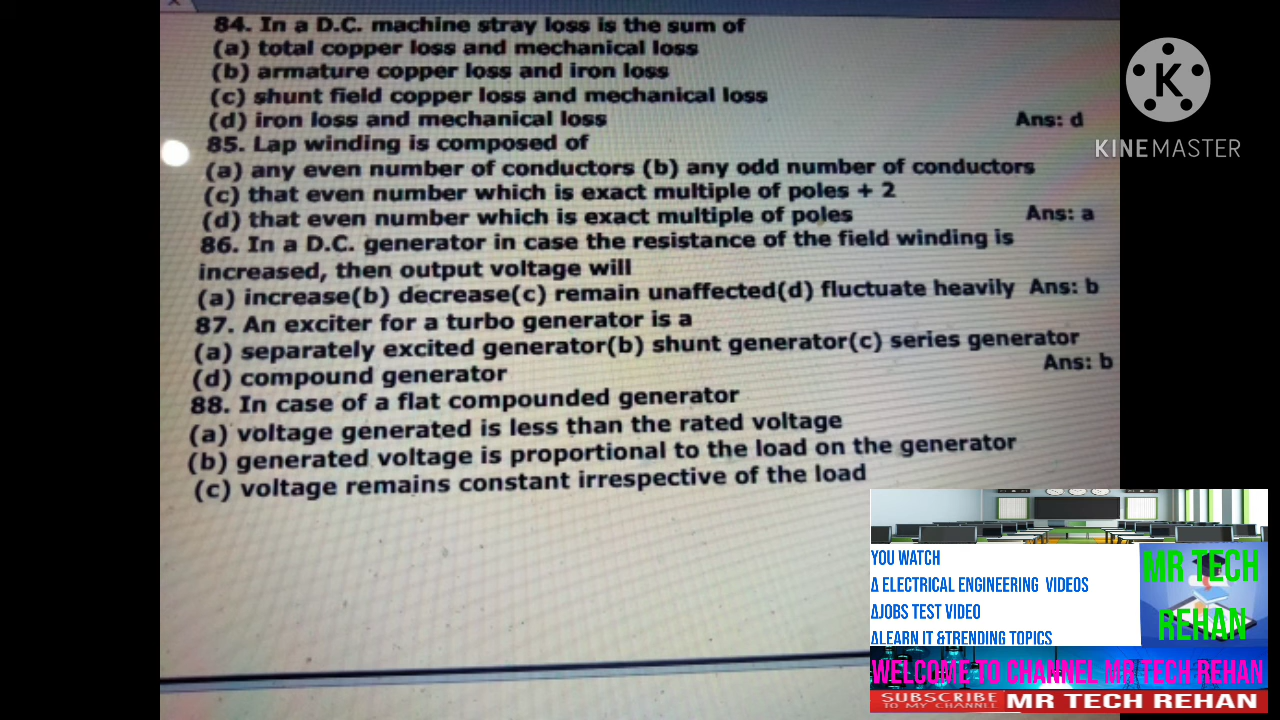 84. In a D.C. machine stray loss is the sum of
(a) total copper loss and mechanical loss
(b) armature copper loss and iron loss
(c) shunt field copper loss and mechanical loss
(d) iron loss and mechanical loss Ans: d
85. Lap winding is composed of
(a) any even number of conductors (b) any odd number of conductors
(c) that even number which is exact multiple of poles + 2
(d) that even number which is exact multiple of poles Ans: a
86. In a D.C. generator in case the resistance of the field winding is
increased, then output voltage will
(a) increase(b) decrease(c) remain unaffected(d) fluctuate heavily Ans: b
87. An exciter for a turbo generator is a
(a) separately excited generator(b) shunt generator(c) series generator
(d) compound generator Ans: b
88. In case of a flat compounded generator
(a) voltage generated is less than the rated voltage
(b) generated voltage is proportional to the load on the generator
(c) voltage remains constant irrespective of the load
K
KINEMASTER
YOU WATCH
Δ ELECTRICAL ENGINEERING VIDEOS
ΔJOBS TEST VIDEO
ΔLEARN IT &TRENDING TOPICS
MR TECH
REHAN
WELCOME TO CHANNEL MR TECH REHAN
SUBSCRIBE
TO MY CHANNEL
MR TECH REHAN